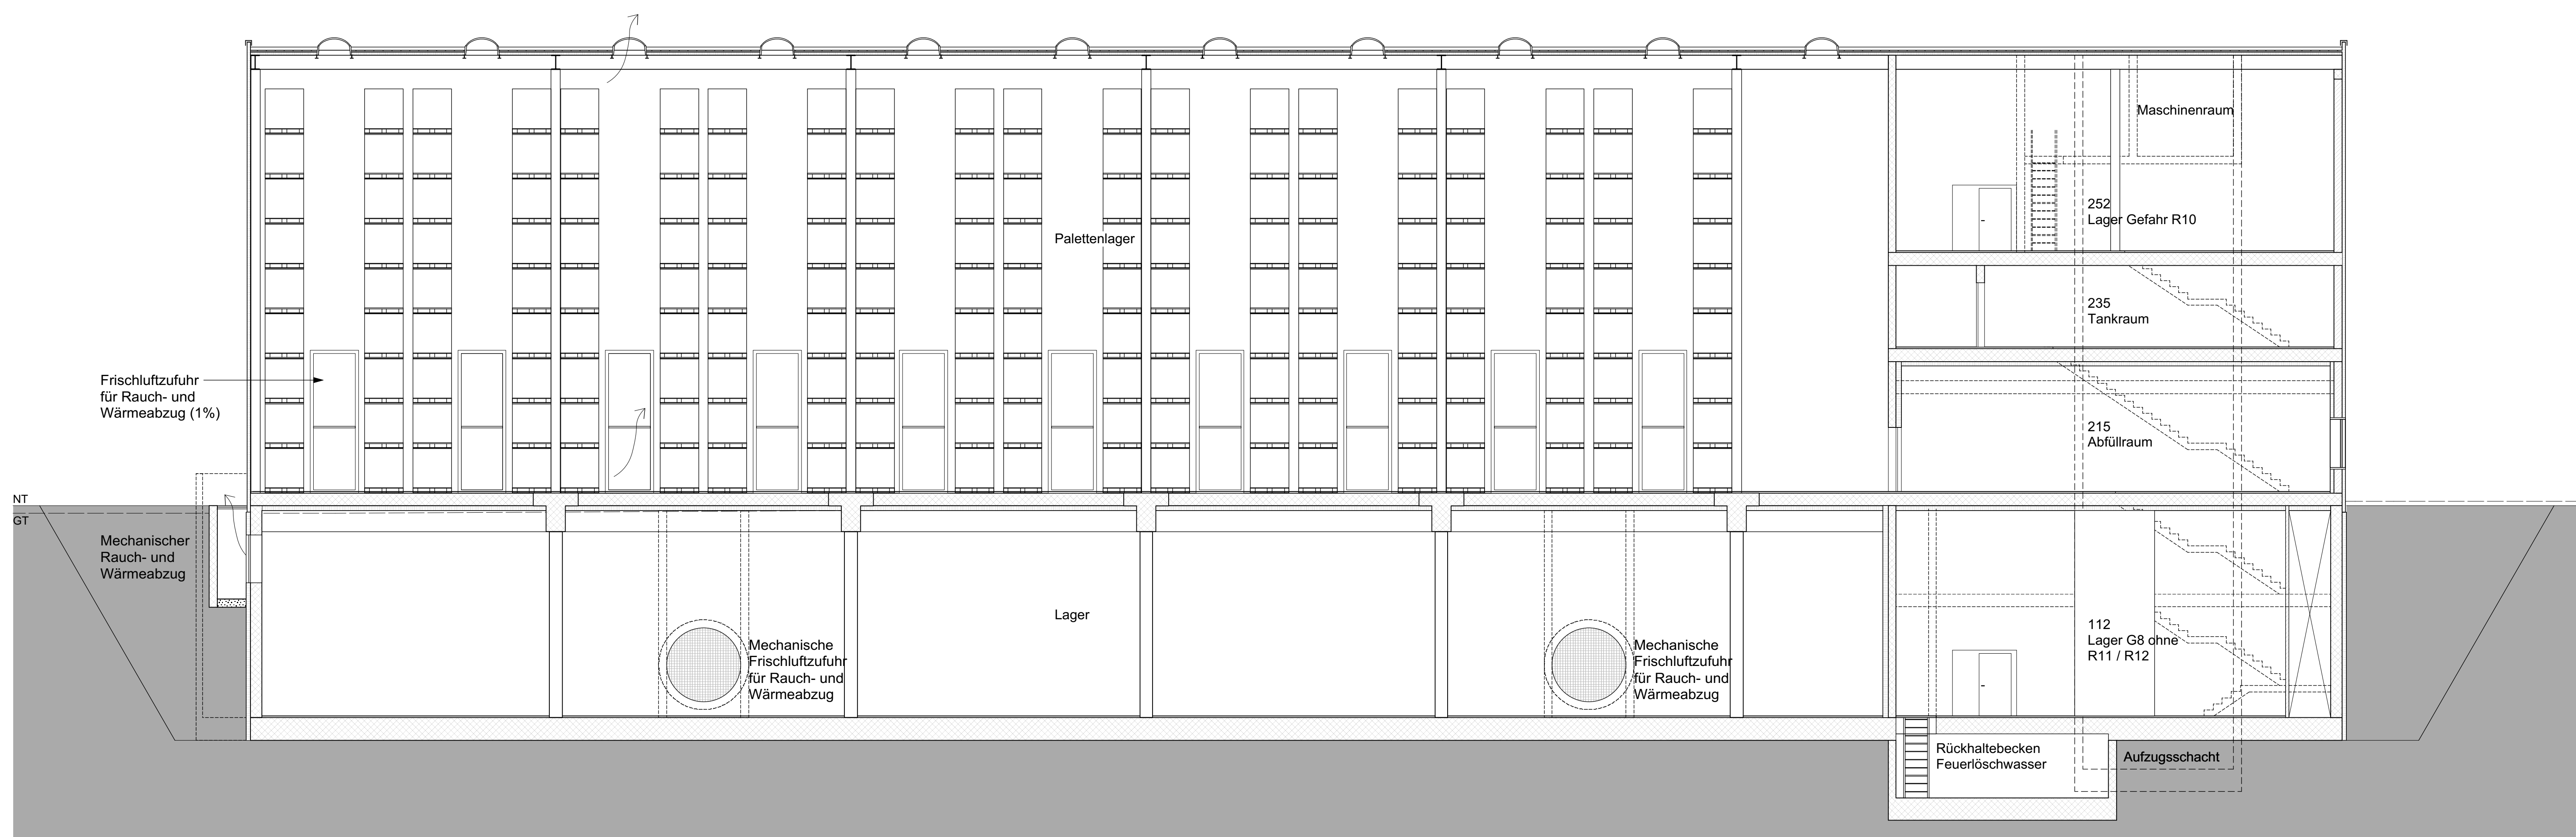 Maschinenraum
252
Lager Gefahr R10
Palettenlager
235
Tankraum
Frischluftzufuhr
für Rauch- und
Wärmeabzug (1%)
215
Abfüllraum
NT
GT
Mechanischer
Rauch- und
Wärmeabzug
Lager
112
Lager G8 ohne
R11 / R12
Mechanische
Frischluftzufuhr
für Rauch- und
Wärmeabzug
Mechanische
Frischluftzufuhr
für Rauch- und
Wärmeabzug
Rückhaltebecken
Feuerlöschwasser
Aufzugsschacht